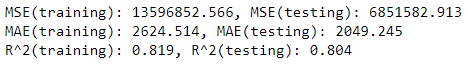 MSE(training): 13596852.566, MSE(testing): 6851582.913
MAE(training): 2624.514, MAE(testing): 2049.245
R^2(training): 0.819, R^2(testing): 0.804